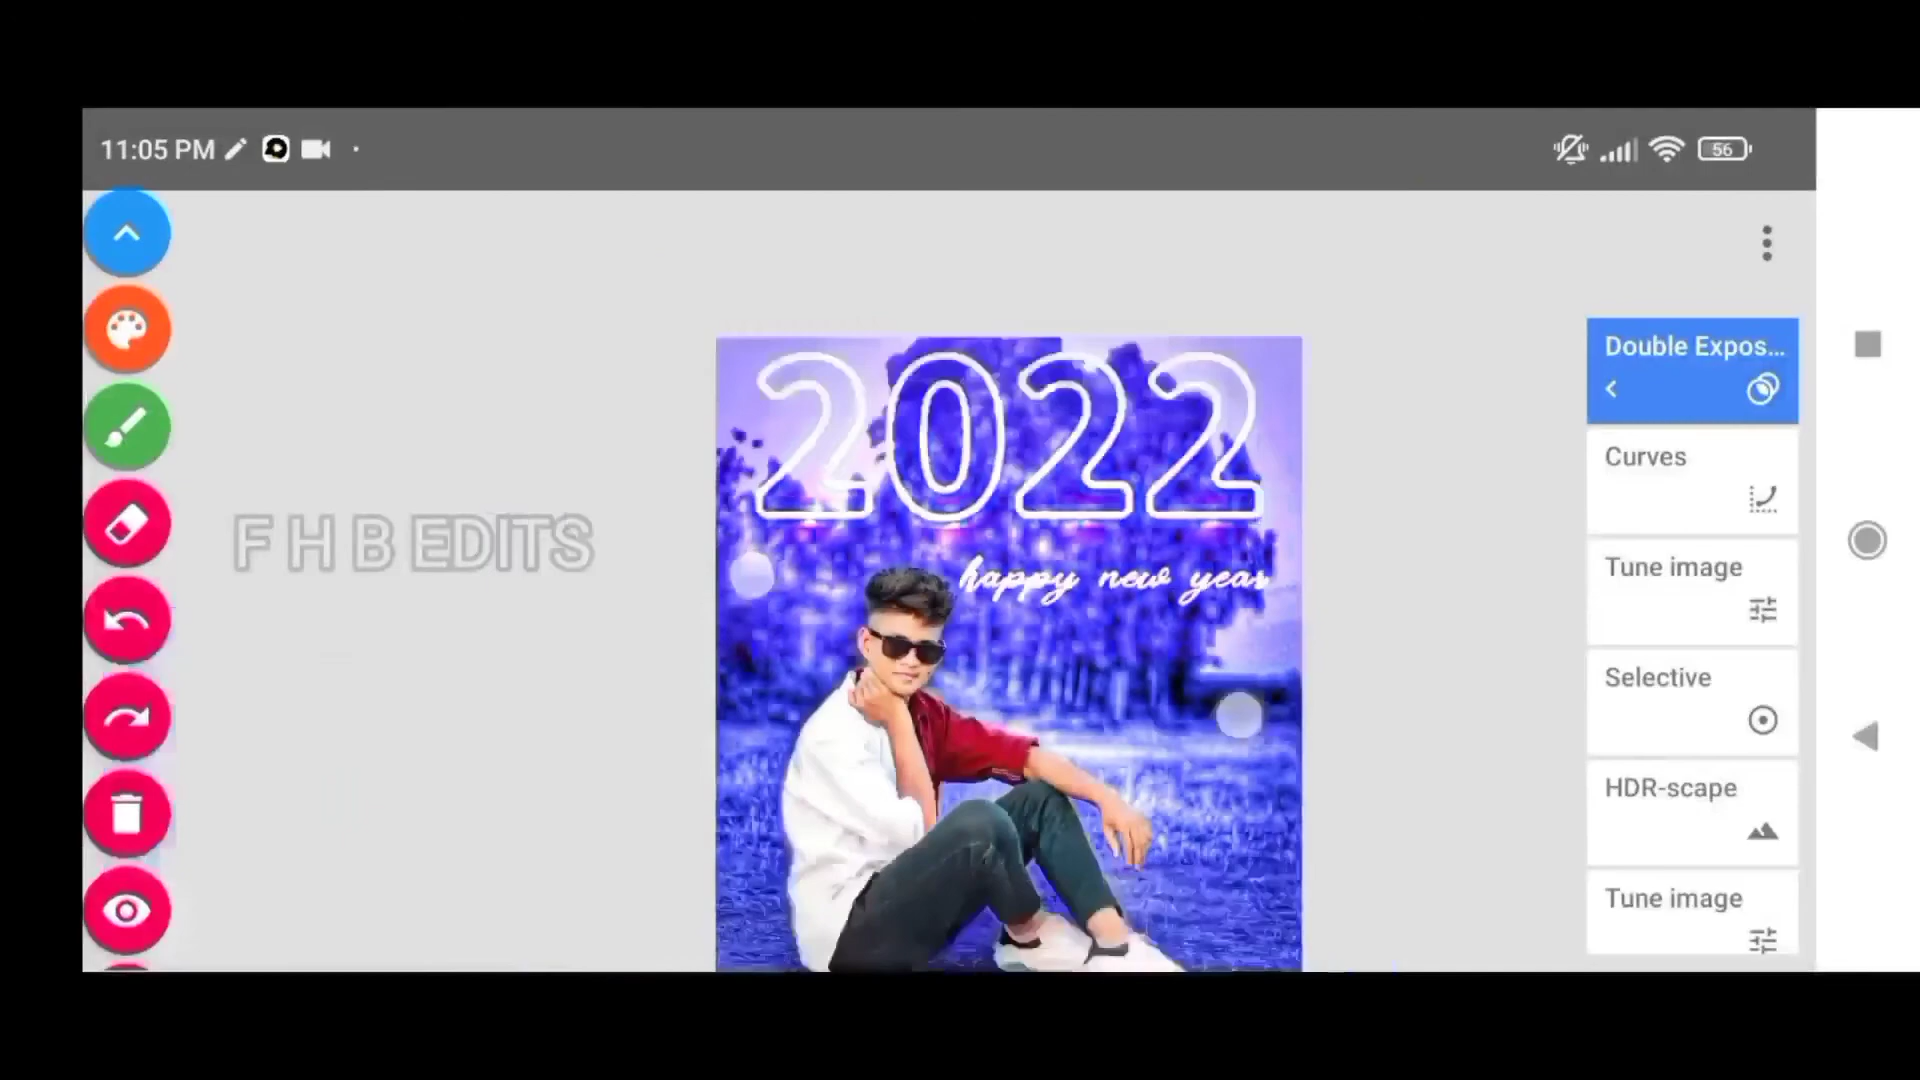 11:05 PM
56
Double Expos...
Curves
Tune image
Selective
HDR-scape
Tune image
F H B EDITS
2022
happy new year